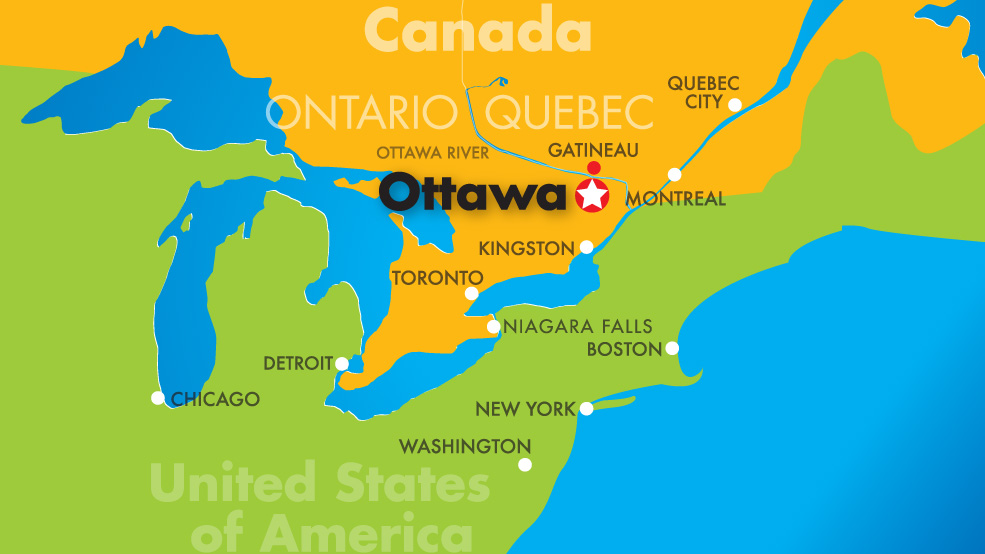 Canada
QUEBEC
CITY
ONTARIO
QUEBEC
OTTAWA RIVER
GATINEAU
Ottawa
MONTREAL
KINGSTON
TORONTO
NIAGARA FALLS
BOSTON
DETROIT
CHICAGO
NEW YORK
WASHINGTON
United States
of America